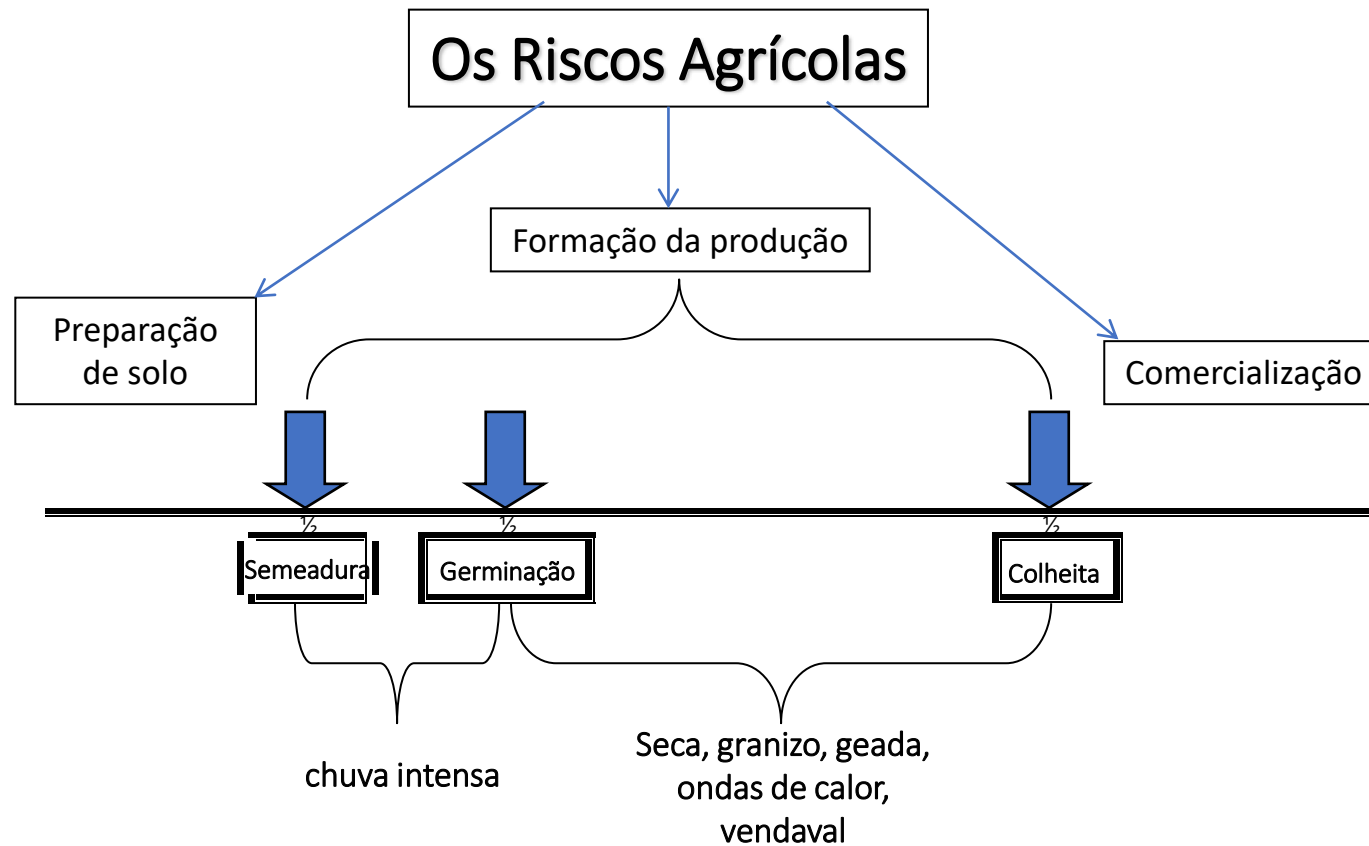 Os Riscos Agrícolas
Formação da produção
Preparação
de solo
Comercialização
½
½
½
Semeadura
Germinação
Colheita
chuva intensa
Seca, granizo, geada,
ondas de calor,
vendaval